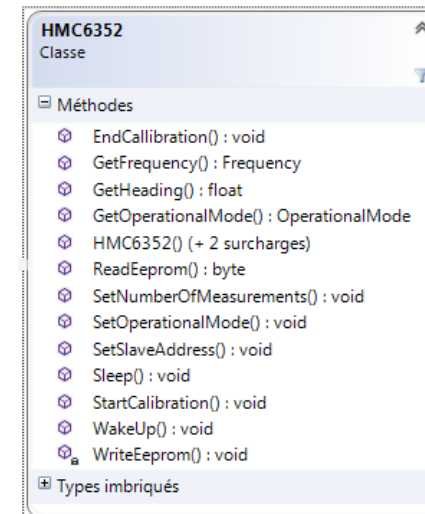 HMC6352
Classe
Méthodes
EndCallibration() : void
GetFrequency() : Frequency
GetHeading() : float
GetOperationalMode() : OperationalMode
HMC6352() (+ 2 surcharges)
ReadEeprom() : byte
SetNumberOfMeasurements() : void
SetOperationalMode() : void
SetSlaveAddress() : void
Sleep() : void
StartCalibration() : void
WakeUp() : void
WriteEeprom() : void
Types imbriqués